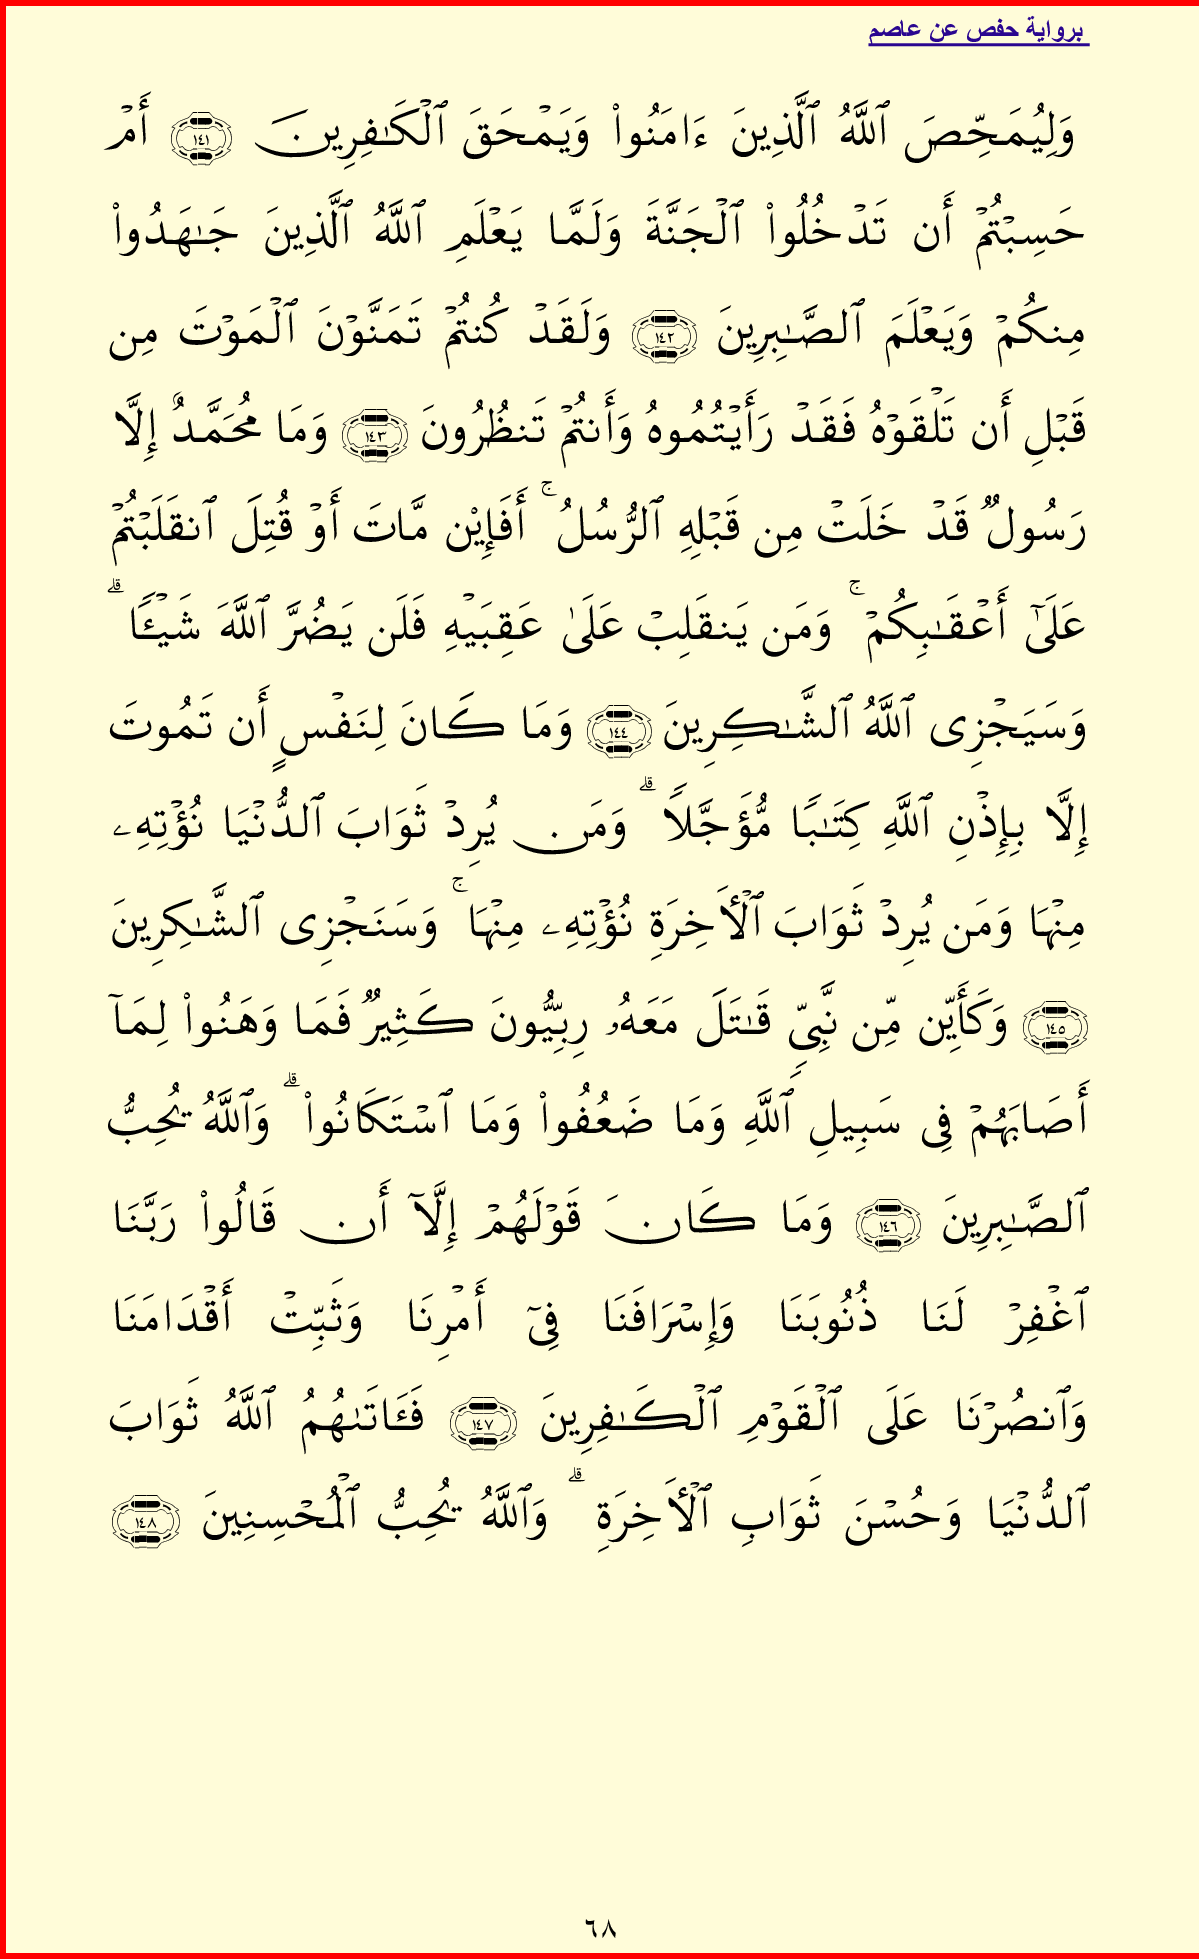 برواية حفص عن عاصم
وَلِيُمَحِّصَ ٱللَّهُ ٱلَّذِينَ ءَامَنُوا۟ وَيَمْحَقَ ٱلْكَـٰفِرِينَ ١٤١ أَمْ
حَسِبْتُمْ أَن تَدْخُلُوا۟ ٱلْجَنَّةَ وَلَمَّا يَعْلَمِ ٱللَّهُ ٱلَّذِينَ جَـٰهَدُوا۟
مِنكُمْ وَيَعْلَمَ ٱلصَّـٰبِرِينَ ١٤٢ وَلَقَدْ كُنتُمْ تَمَنَّوْنَ ٱلْمَوْتَ مِن
قَبْلِ أَن تَلْقَوْهُ فَقَدْ رَأَيْتُمُوهُ وَأَنتُمْ تَنظُرُونَ ١٤٣ وَمَا مُحَمَّدٌ إِلَّا
رَسُولٌ قَدْ خَلَتْ مِن قَبْلِهِ ٱلرُّسُلُ ۚ أَفَإِي۟ن مَّاتَ أَوْ قُتِلَ ٱنقَلَبْتُمْ
عَلَىٰٓ أَعْقَـٰبِكُمْ ۚ وَمَن يَنقَلِبْ عَلَىٰ عَقِبَيْهِ فَلَن يَضُرَّ ٱللَّهَ شَيْـًٔا ۗ
وَسَيَجْزِى ٱللَّهُ ٱلشَّـٰكِرِينَ ١٤٤ وَمَا كَانَ لِنَفْسٍ أَن تَمُوتَ
إِلَّا بِإِذْنِ ٱللَّهِ كِتَـٰبًا مُّؤَجَّلًا ۗ وَمَن يُرِدْ ثَوَابَ ٱلدُّنْيَا نُؤْتِهِۦ
مِنْهَا وَمَن يُرِدْ ثَوَابَ ٱلْـَٔاخِرَةِ نُؤْتِهِۦ مِنْهَا ۚ وَسَنَجْزِى ٱلشَّـٰكِرِينَ
١٤٥ وَكَأَيِّن مِّن نَّبِىٍّ قَـٰتَلَ مَعَهُۥ رِبِّيُّونَ كَثِيرٌ فَمَا وَهَنُوا۟ لِمَآ
أَصَابَهُمْ فِى سَبِيلِ ٱللَّهِ وَمَا ضَعُفُوا۟ وَمَا ٱسْتَكَانُوا۟ ۗ وَٱللَّهُ يُحِبُّ
ٱلصَّـٰبِرِينَ ١٤٦ وَمَا كَانَ قَوْلَهُمْ إِلَّآ أَن قَالُوا۟ رَبَّنَا
ٱغْفِرْ لَنَا ذُنُوبَنَا وَإِسْرَافَنَا فِىٓ أَمْرِنَا وَثَبِّتْ أَقْدَامَنَا
وَٱنصُرْنَا عَلَى ٱلْقَوْمِ ٱلْكَـٰفِرِينَ ١٤٧ فَـَٔاتَىٰهُمُ ٱللَّهُ ثَوَابَ
ٱلدُّنْيَا وَحُسْنَ ثَوَابِ ٱلْـَٔاخِرَةِ ۗ وَٱللَّهُ يُحِبُّ ٱلْمُحْسِنِينَ ١٤٨
٦٨